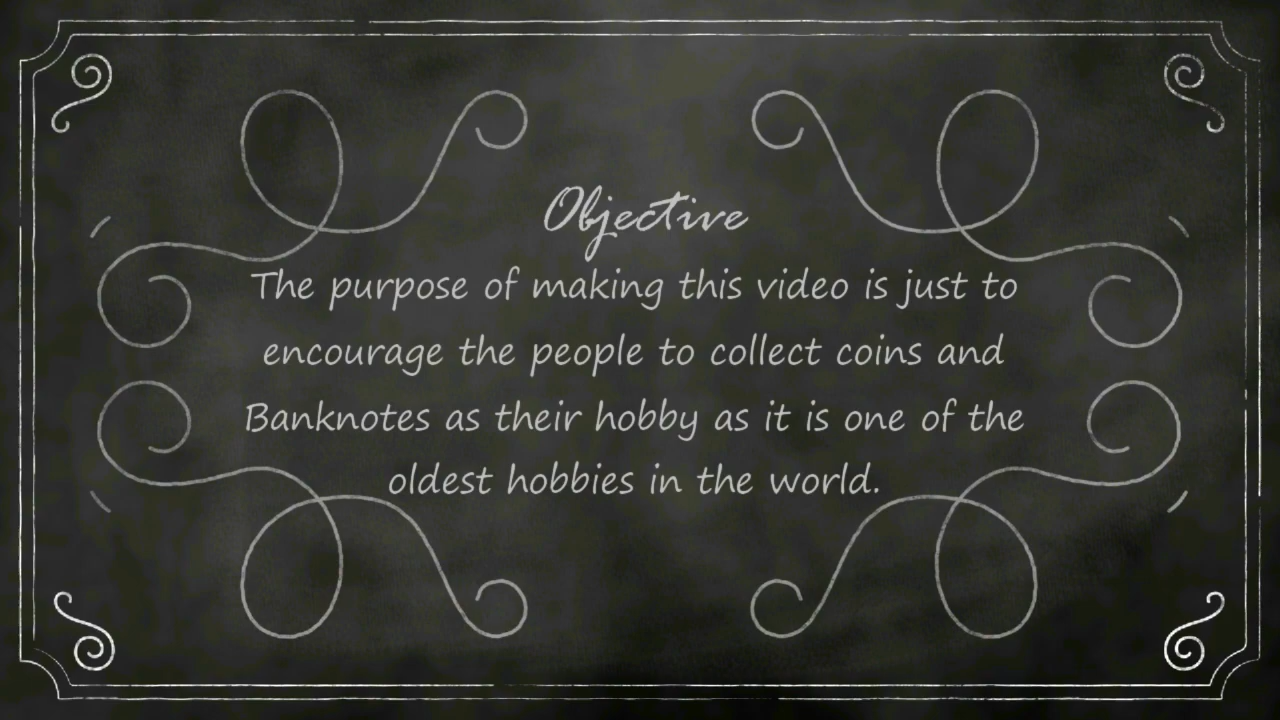 Objective
The purpose of making this video is just to
encourage the people to collect coins and
Banknotes as their hobby as it is one of the
oldest hobbies in the world.